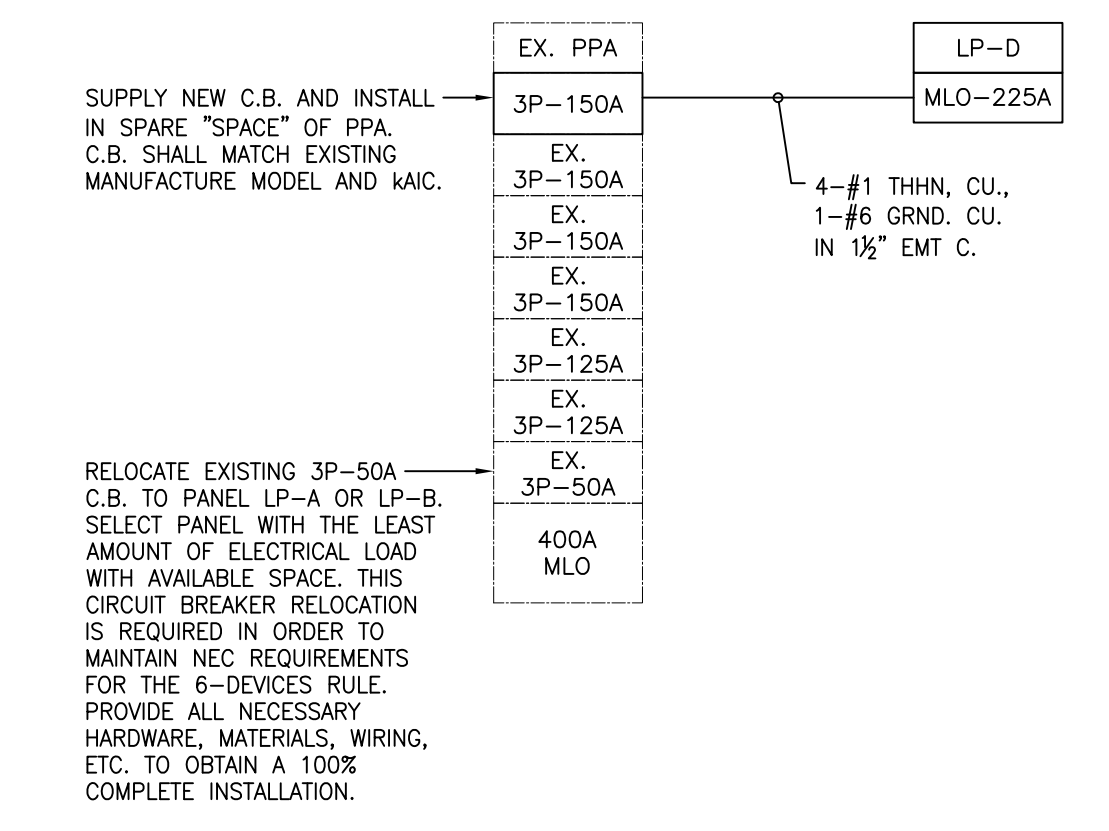 EX. PPA
LP-D
SUPPLY NEW C.B. AND INSTALL
IN SPARE "SPACE" OF PPA.
C.B. SHALL MATCH EXISTING
MANUFACTURE MODEL AND kAIC.
3P-150A
MLO-225A
EX.
3P-150A
EX.
3P-150A
EX.
3P-150A
EX.
3P-125A
EX.
3P-125A
EX.
3P-50A
400A
MLO
4-#1 THHN, CU.,
1-#6 GRND. CU.
IN 1½" EMT C.
RELOCATE EXISTING 3P-50A
C.B. TO PANEL LP-A OR LP-B.
SELECT PANEL WITH THE LEAST
AMOUNT OF ELECTRICAL LOAD
WITH AVAILABLE SPACE. THIS
CIRCUIT BREAKER RELOCATION
IS REQUIRED IN ORDER TO
MAINTAIN NEC REQUIREMENTS
FOR THE 6-DEVICES RULE.
PROVIDE ALL NECESSARY
HARDWARE, MATERIALS, WIRING,
ETC. TO OBTAIN A 100%
COMPLETE INSTALLATION.